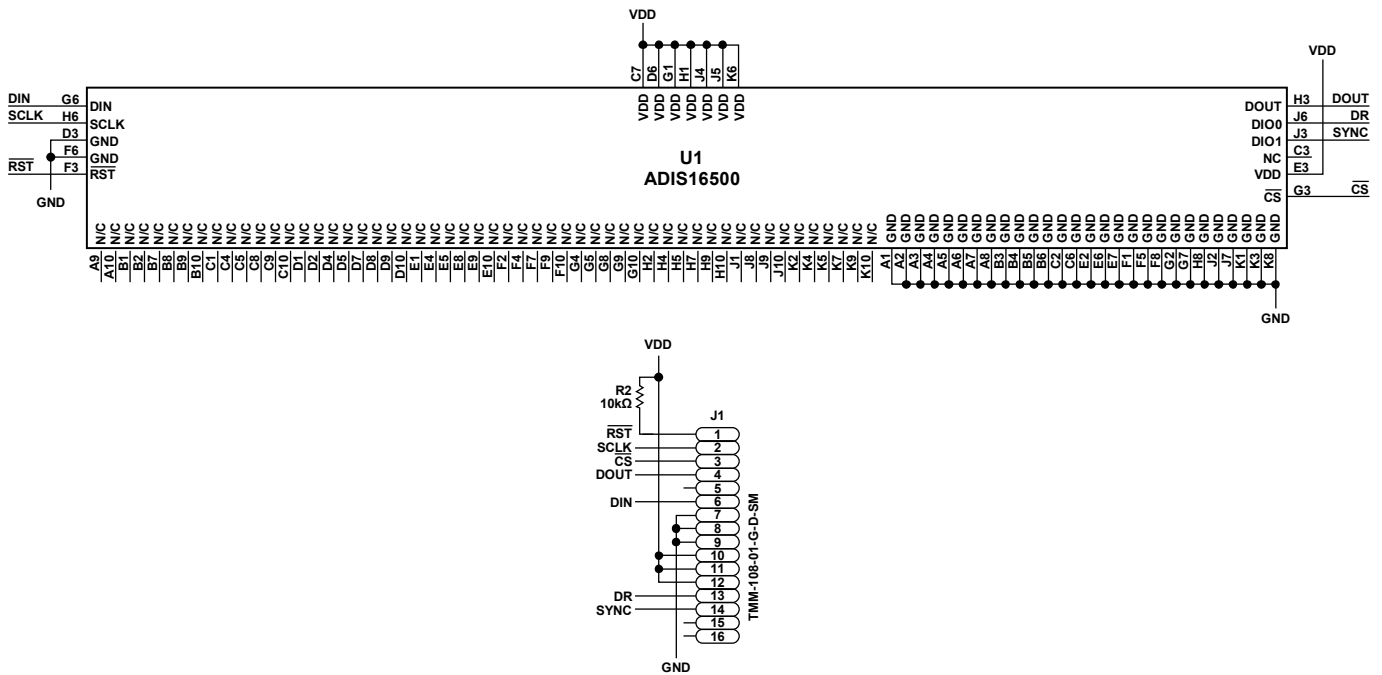 VDD
C7 D6 G1 H1 J4 J5 K6
VDD VDD VDD VDD VDD VDD VDD
VDD
DIN G6 DIN
SCLK H6 SCLK
D3 GND
F6 GND
RST F3 RST
GND
U1
ADIS16500
DOUT H3 DOUT
DIO0 J6 DR
DIO1 J3 SYNC
NC C3
VDD E3
CS G3 CS
N/C N/C N/C N/C N/C N/C N/C N/C N/C N/C N/C N/C N/C N/C N/C N/C N/C N/C N/C N/C N/C N/C N/C N/C N/C N/C N/C N/C N/C N/C N/C N/C N/C N/C N/C N/C N/C N/C N/C N/C N/C N/C N/C N/C N/C N/C N/C N/C N/C N/C N/C N/C N/C N/C N/C GND GND GND GND GND GND GND GND GND GND GND GND GND GND GND GND GND GND GND GND GND GND GND GND GND GND GND GND
A9 A10 B1 B2 B7 B8 B9 B10 C1 C4 C5 C8 C9 C10 D1 D2 D4 D5 D7 D8 D9 D10 E1 E4 E5 E8 E9 E10 F2 F4 F7 F9 F10 G4 G5 G8 G9 G10 H2 H4 H5 H7 H9 H10 J1 J8 J9 J10 K2 K4 K5 K7 K9 K10 A1 A2 A3 A4 A5 A6 A7 A8 B3 B4 B5 B6 C2 C6 E2 E6 E7 F1 F5 F8 G2 G7 H8 J2 J7 K1 K3 K8
GND
VDD
R2
10kΩ
J1
RST 1
SCLK 2
CS 3
DOUT 4
5
DIN 6
7
8
9
10
11
12
DR 13
SYNC 14
15
16
TMM-108-01-G-D-SM
GND